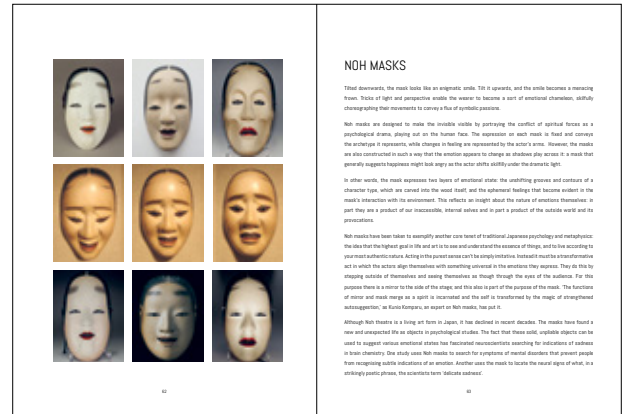 NOH MASKS
Tilted downwards, the mask looks like an enigmatic smile. Tilt it upwards, and the smile becomes a menacing
frown. Tricks of light and perspective enable the wearer to become a sort of emotional chameleon, skilfully
choreographing their movements to convey a flux of symbolic passions.
Noh masks are designed to make the invisible visible by portraying the conflict of spiritual forces as a
psychological drama, playing out on the human face. The expression on each mask is fixed and conveys
the archetype it represents, while changes in feeling are represented by the actor's arms. However, the masks
are also constructed in such a way that the emotion appears to change as shadows play across it: a mask that
generally suggests happiness might look angry as the actor shifts skilfully under the dramatic light.
In other words, the mask expresses two layers of emotional state: the unshifting grooves and contours of a
character type, which are carved into the wood itself, and the ephemeral feelings that become evident in the
mask's interaction with its environment. This reflects an insight about the nature of emotions themselves: in
part they are a product of our inaccessible, internal selves and in part a product of the outside world and its
provocations.
Noh masks have been taken to exemplify another core tenet of traditional Japanese psychology and metaphysics:
the idea that the highest goal in life and art is to see and understand the essence of things, and to live according to
your most authentic nature. Acting in the purest sense can't be simply imitative. Instead it must be a transformative
act in which the actors align themselves with something universal in the emotions they express. They do this by
stepping outside of themselves and seeing themselves as though through the eyes of the audience. For this
purpose there is a mirror to the side of the stage; and this also is part of the purpose of the mask. 'The functions
of mirror and mask merge as a spirit is incarnated and the self is transformed by the magic of strengthened
autosuggestion,' as Kunio Komparu, an expert on Noh masks, has put it.
Although Noh theatre is a living art form in Japan, it has declined in recent decades. The masks have found a
new and unexpected life as objects in psychological studies. The fact that these solid, unpliable objects can be
used to suggest various emotional states has fascinated neuroscientists searching for indications of sadness
in brain chemistry. One study uses Noh masks to search for symptoms of mental disorders that prevent people
from recognising subtle indications of an emotion. Another uses the mask to locate the neural signs of what, in a
strikingly poetic phrase, the scientists term 'delicate sadness'.
62
63